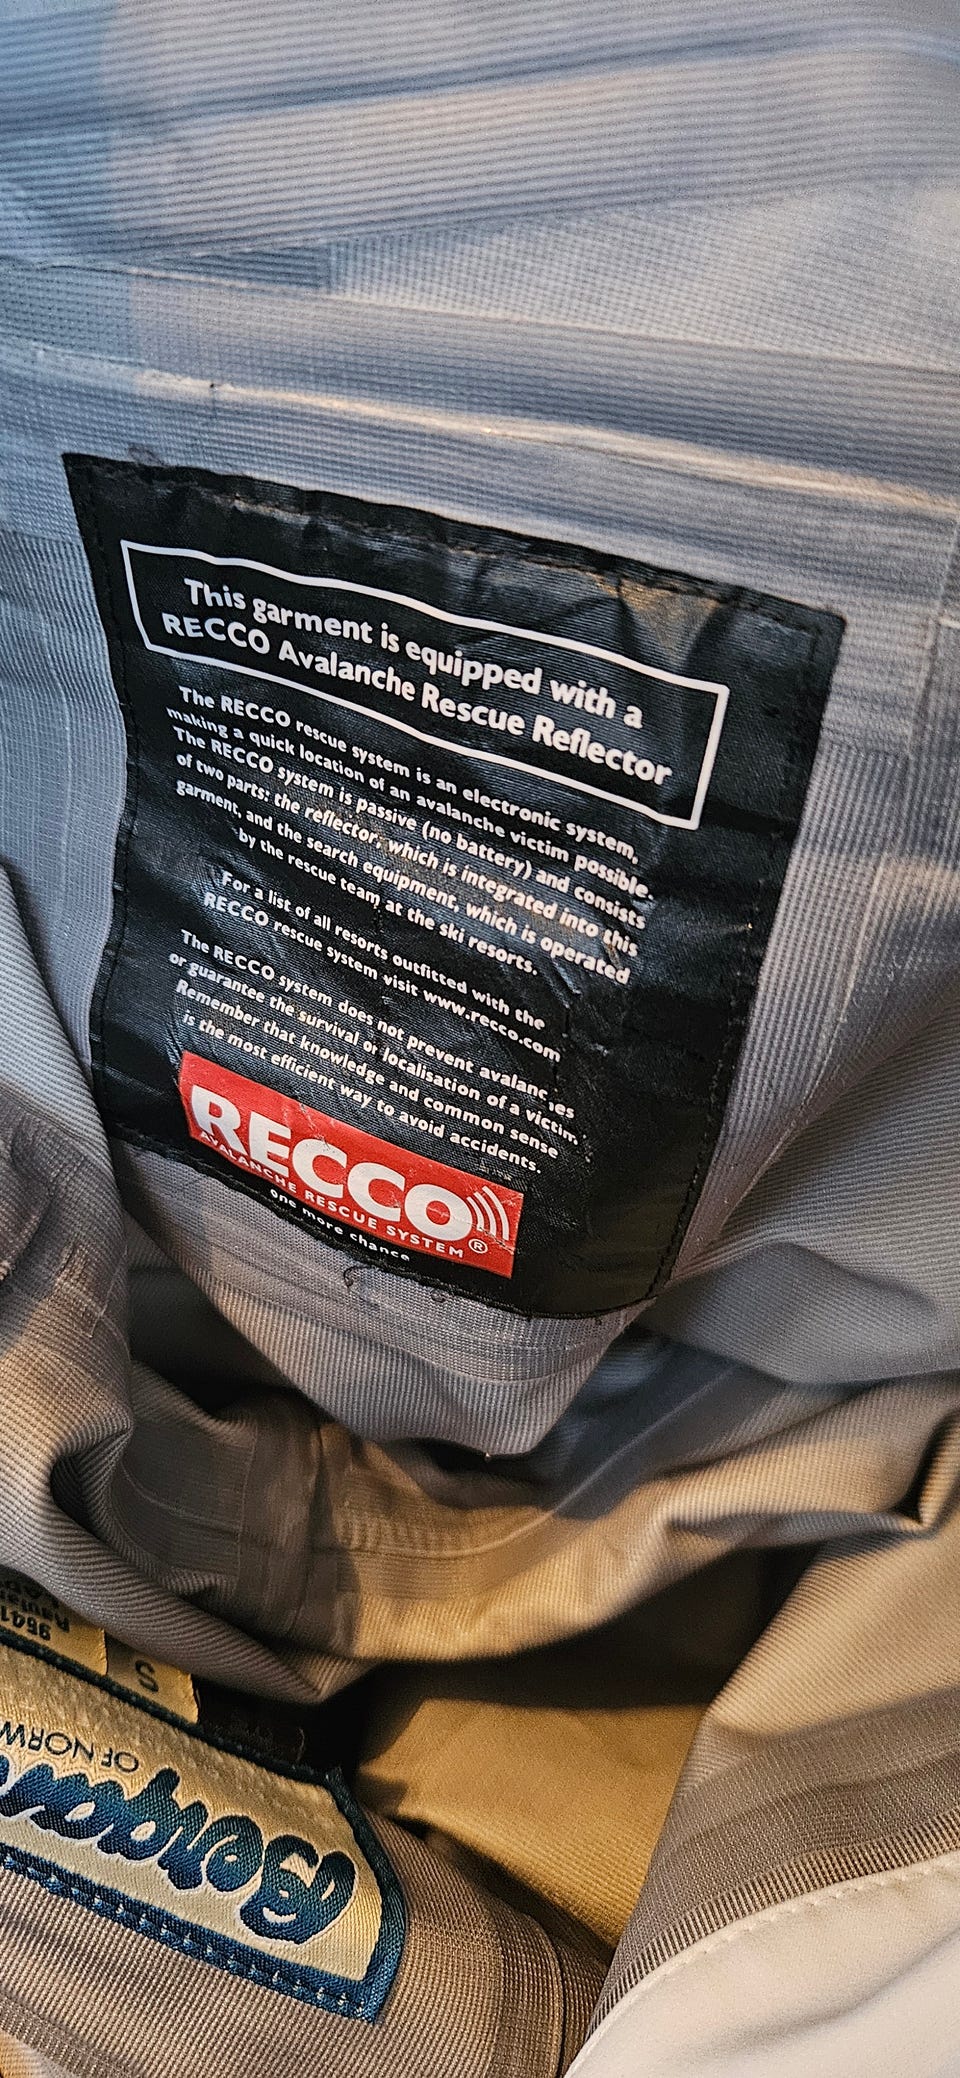 This garment is equipped with a
RECCO Avalanche Rescue Reflector
The RECCO rescue system is an electronic system,
making a quick location of an avalanche victim possible.
The RECCO system is passive (no battery) and consists
of two parts: the reflector, which is integrated into this
garment, and the search equipment, which is operated
by the rescue team at the ski resorts.
For a list of all resorts outfitted with the
RECCO rescue system visit www.recco.com
The RECCO system does not prevent avalanches
or guarantee the survival or localisation of a victim.
Remember that knowledge and common sense
is the most efficient way to avoid accidents.
RECCO
AVALANCHE RESCUE SYSTEM ®
one more chance
S
OF